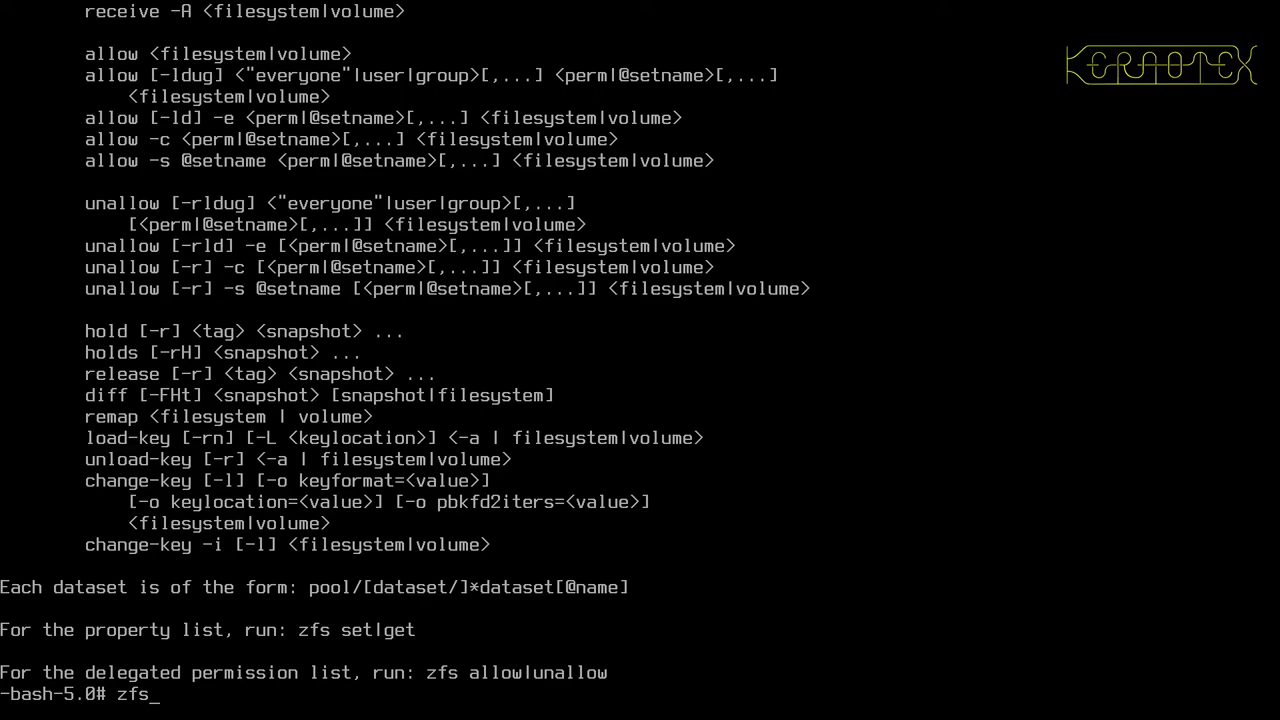 receive -A <filesystem|volume>
KERNOTEX
allow <filesystem|volume>
allow [-ldug] <"everyone"|user|group>[,...] <perm|@setname>[,...]
<filesystem|volume>
allow [-ld] -e <perm|@setname>[,...] <filesystem|volume>
allow -c <perm|@setname>[,...] <filesystem|volume>
allow -s @setname <perm|@setname>[,...] <filesystem|volume>
unallow [-rldug] <"everyone"|user|group>[,...]
[<perm|@setname>[,...]] <filesystem|volume>
unallow [-rld] -e [<perm|@setname>[,...]] <filesystem|volume>
unallow [-r] -c [<perm|@setname>[,...]] <filesystem|volume>
unallow [-r] -s @setname [<perm|@setname>[,...]] <filesystem|volume>
hold [-r] <tag> <snapshot> ...
holds [-rH] <snapshot> ...
release [-r] <tag> <snapshot> ...
diff [-FHt] <snapshot> [snapshot|filesystem]
remap <filesystem | volume>
load-key [-rn] [-L <keylocation>] <-a | filesystem|volume>
unload-key [-r] <-a | filesystem|volume>
change-key [-l] [-o keyformat=<value>]
[-o keylocation=<value>] [-o pbkfd2iters=<value>]
<filesystem|volume>
change-key -i [-l] <filesystem|volume>
Each dataset is of the form: pool/[dataset/]*dataset[@name]
For the property list, run: zfs set|get
For the delegated permission list, run: zfs allow|unallow
-bash-5.0# zfs_